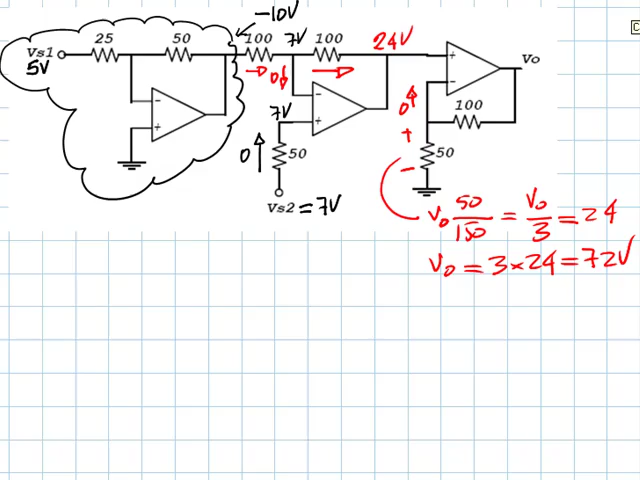 -10V
Vs1 25 50 100 7V 100 24V Vo
5V
- + 0 - + + -
7V 0 100
0 50 + - 50
Vs2 = 7V
Vo 50/150 = Vo/3 = 24
Vo = 3 × 24 = 72V